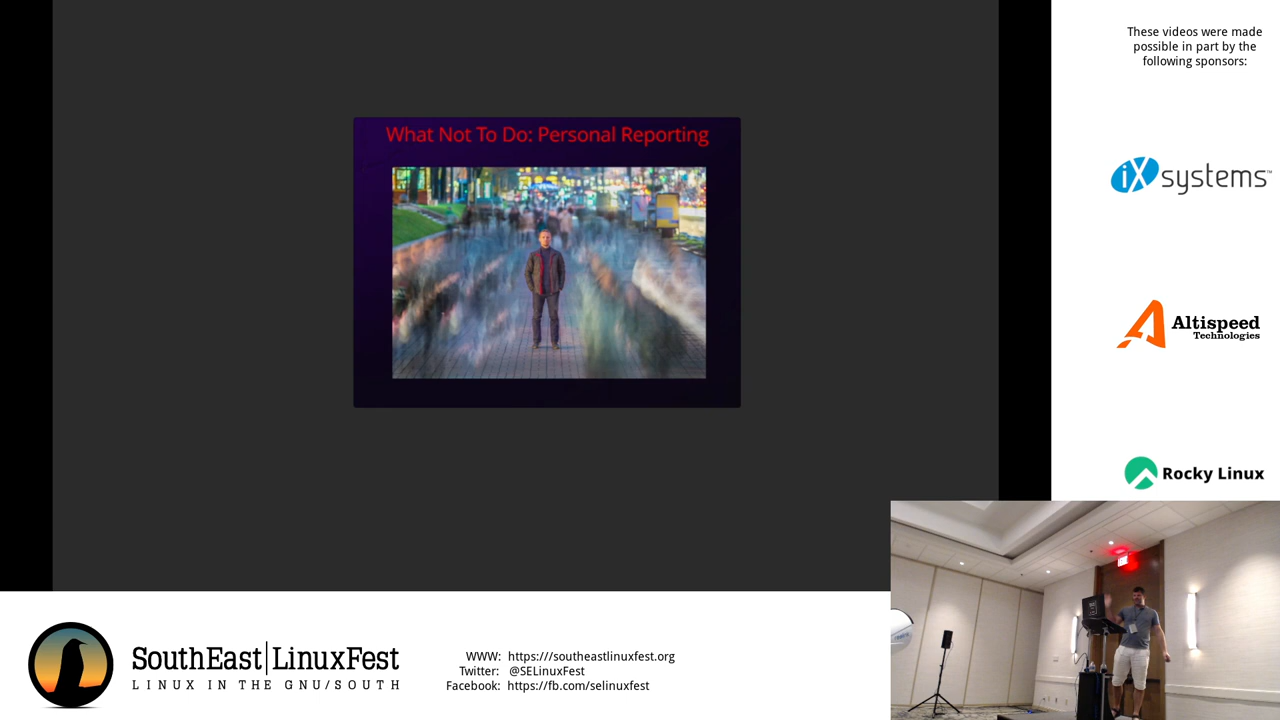 What Not To Do: Personal Reporting
These videos were made
possible in part by the
following sponsors:
iXsystems™
Altispeed
Technologies
Rocky Linux
SouthEast|LinuxFest
LINUX IN THE GNU/SOUTH
WWW: https:///southeastlinuxfest.org
Twitter: @SELinuxFest
Facebook: https://fb.com/selinuxfest